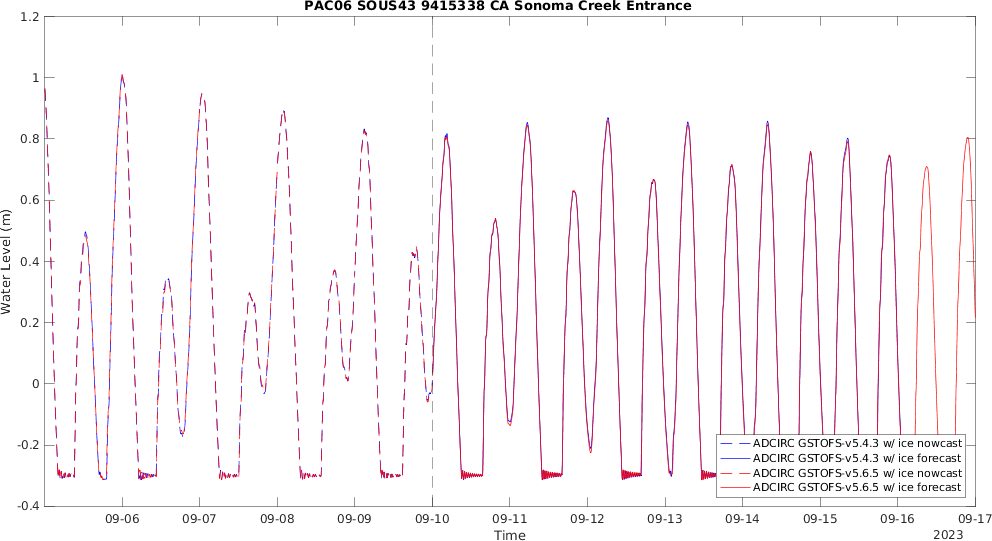 PAC06 SOUS43 9415338 CA Sonoma Creek Entrance
Water Level (m)
1.2
1
0.8
0.6
0.4
0.2
0
-0.2
-0.4
ADCIRC GSTOFS-v5.4.3 w/ ice nowcast
ADCIRC GSTOFS-v5.4.3 w/ ice forecast
ADCIRC GSTOFS-v5.6.5 w/ ice nowcast
ADCIRC GSTOFS-v5.6.5 w/ ice forecast
09-06 09-07 09-08 09-09 09-10 09-11 09-12 09-13 09-14 09-15 09-16 09-17
Time
2023